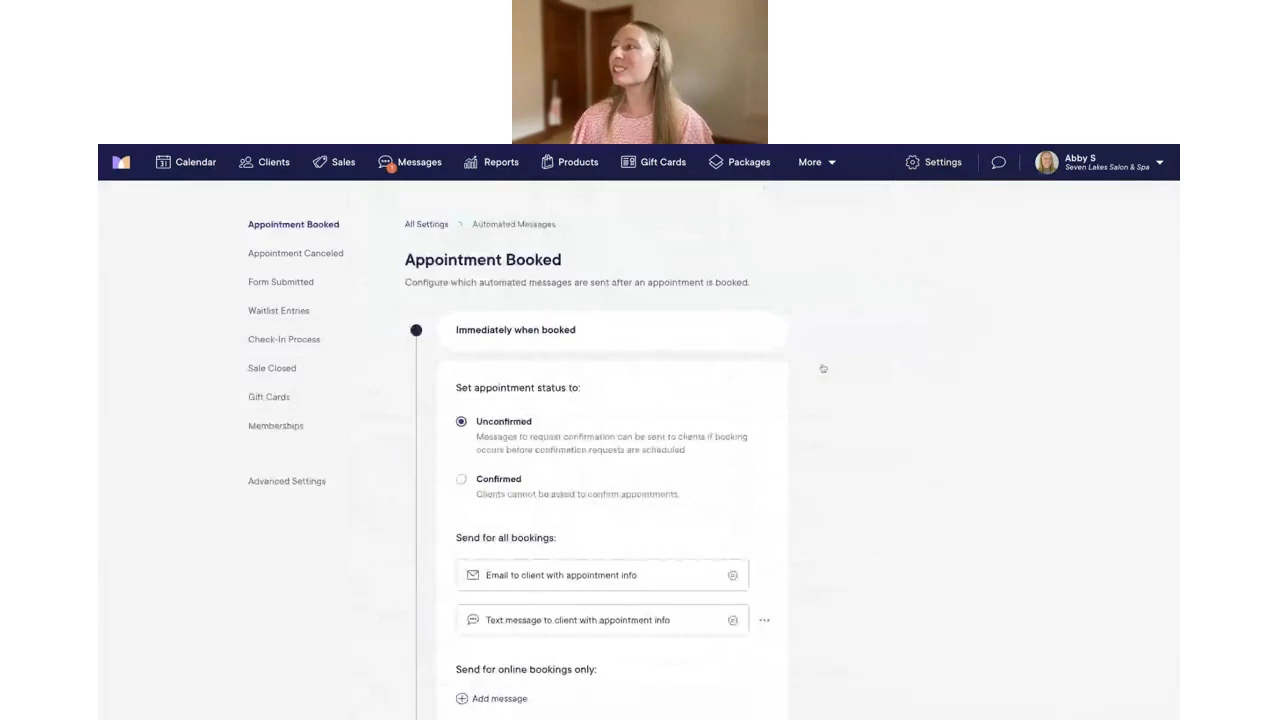 Calendar Clients Sales Messages Reports Products Gift Cards Packages More Settings Abby S
Seven Lakes Salon & Spa
Appointment Booked
Appointment Canceled
Form Submitted
Waitlist Entries
Check-In Process
Sale Closed
Gift Cards
Memberships
Advanced Settings
All Settings > Automated Messages
Appointment Booked
Configure which automated messages are sent after an appointment is booked.
Immediately when booked
Set appointment status to:
Unconfirmed
Messages to request confirmation can be sent to clients if booking
occurs before confirmation requests are scheduled
Confirmed
Clients cannot be asked to confirm appointments.
Send for all bookings:
Email to client with appointment info
Text message to client with appointment info
Send for online bookings only:
Add message